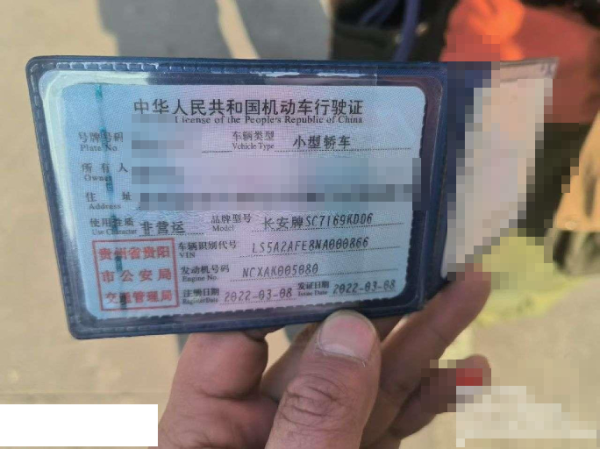 中华人民共和国机动车行驶证
License of the People's Republic of China
号牌号码 车辆类型 小型轿车
Plate No. Vehicle Type
所有人
Owner
住址
Address
使用性质 非营运 品牌型号 长安牌SC7169KDD6
Use Character Model
贵州省贵阳 车辆识别代号 LS5A2AFE8NA000866
VIN
市公安局 发动机号码 NCXAK005080
Engine No.
交通管理局 注册日期 2022-03-08 发证日期 2022-03-08
Register Date Issue Date